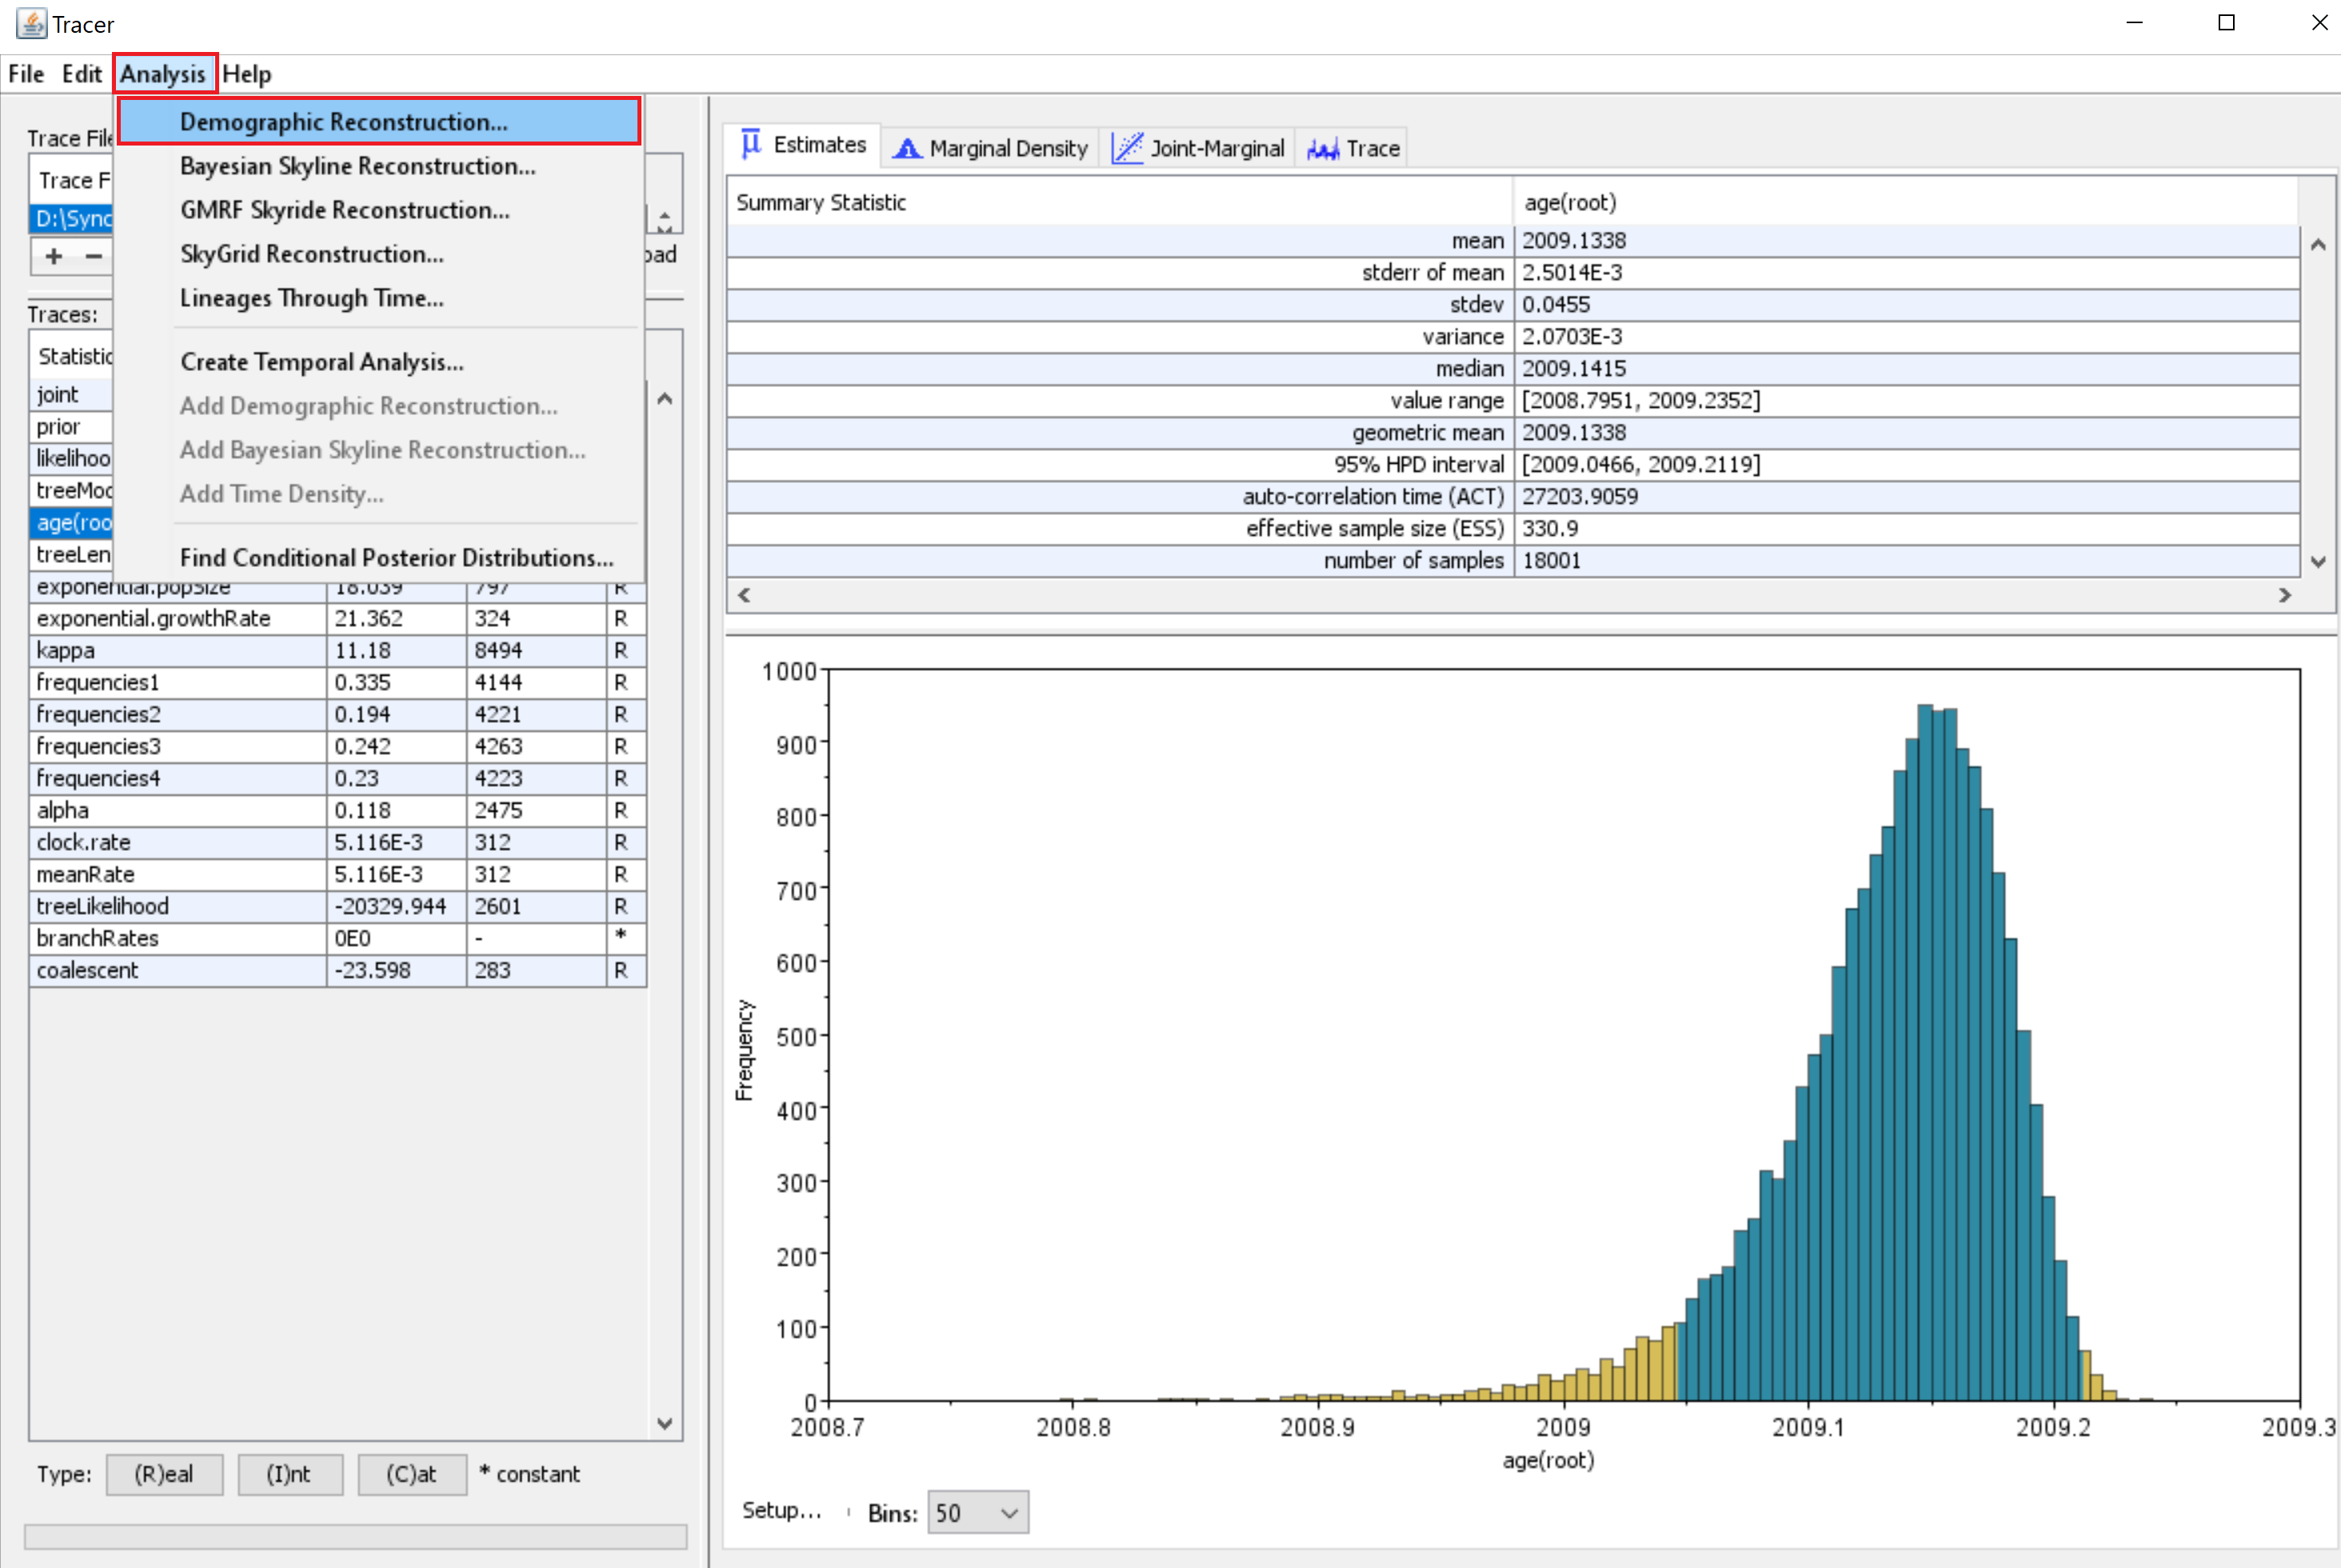 Tracer
File Edit Analysis Help
Demographic Reconstruction...
Bayesian Skyline Reconstruction...
GMRF Skyride Reconstruction...
SkyGrid Reconstruction...
Lineages Through Time...
Create Temporal Analysis...
Add Demographic Reconstruction...
Add Bayesian Skyline Reconstruction...
Add Time Density...
Find Conditional Posterior Distributions...
Trace File
Trace F
D:\Sync
+ − oad
Traces:
Statistic
joint
prior
likelihoo
treeMod
age(roo
treeLen
exponential.popSize 18.039 797 R
exponential.growthRate 21.362 324 R
kappa 11.18 8494 R
frequencies1 0.335 4144 R
frequencies2 0.194 4221 R
frequencies3 0.242 4263 R
frequencies4 0.23 4223 R
alpha 0.118 2475 R
clock.rate 5.116E-3 312 R
meanRate 5.116E-3 312 R
treeLikelihood -20329.944 2601 R
branchRates 0E0 - *
coalescent -23.598 283 R
Type: (R)eal (I)nt (C)at * constant
Estimates Marginal Density Joint-Marginal Trace
Summary Statistic age(root)
mean 2009.1338
stderr of mean 2.5014E-3
stdev 0.0455
variance 2.0703E-3
median 2009.1415
value range [2008.7951, 2009.2352]
geometric mean 2009.1338
95% HPD interval [2009.0466, 2009.2119]
auto-correlation time (ACT) 27203.9059
effective sample size (ESS) 330.9
number of samples 18001
1000
900
800
700
600
500
400
300
200
100
0
Frequency
2008.7 2008.8 2008.9 2009 2009.1 2009.2 2009.3
age(root)
Setup... Bins: 50